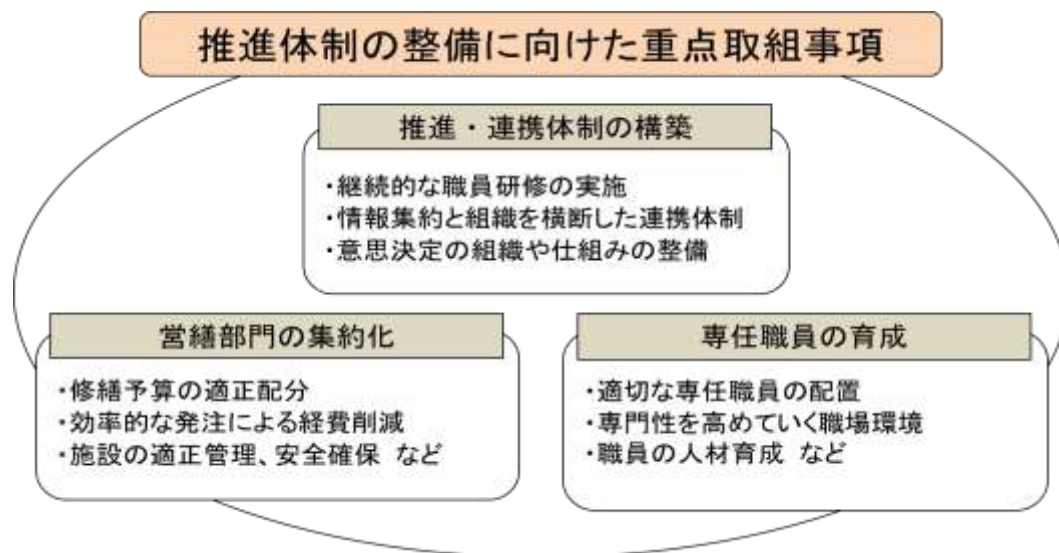 推進体制の整備に向けた重点取組事項
推進・連携体制の構築
・継続的な職員研修の実施
・情報集約と組織を横断した連携体制
・意思決定の組織や仕組みの整備
営繕部門の集約化
・修繕予算の適正配分
・効率的な発注による経費削減
・施設の適正管理、安全確保 など
専任職員の育成
・適切な専任職員の配置
・専門性を高めていく職場環境
・職員の人材育成 など